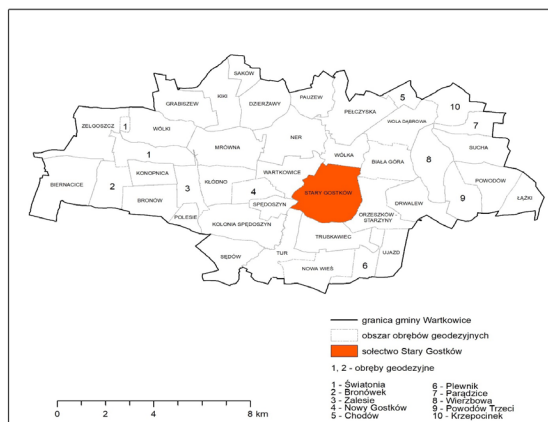 SAKÓW
KIKI
GRABISZEW
DZIERŻAWY
PAUZEW
PEŁCZYSKA
5
10
ZELGOSZCZ
1
WÓLKI
WOLA DĄBROWA
7
NER
MRÓWNA
SUCHA
1
WÓLKA
BIAŁA GÓRA
8
KONOPNICA
WARTKOWICE
POWODÓW
BIERNACICE
2
3
KŁÓDNO
4
STARY GOSTKÓW
ŁĄŻKI
BRONÓW
SPĘDOSZYN
DRWALEW
9
POLESIE
ORZESZKÓW -
STARZYNY
KOLONIA SPĘDOSZYN
TRUSKAWIEC
SĘDÓW
TUR
UJAZD
NOWA WIEŚ
6
granica gminy Wartkowice
obszar obrębów geodezyjnych
sołectwo Stary Gostków
1, 2 - obręby geodezyjne
1 - Światonia
2 - Bronówek
3 - Zalesie
4 - Nowy Gostków
5 - Chodów
6 - Plewnik
7 - Parądzice
8 - Wierzbowa
9 - Powodów Trzeci
10 - Krzepocinek
0 2 4 8 km